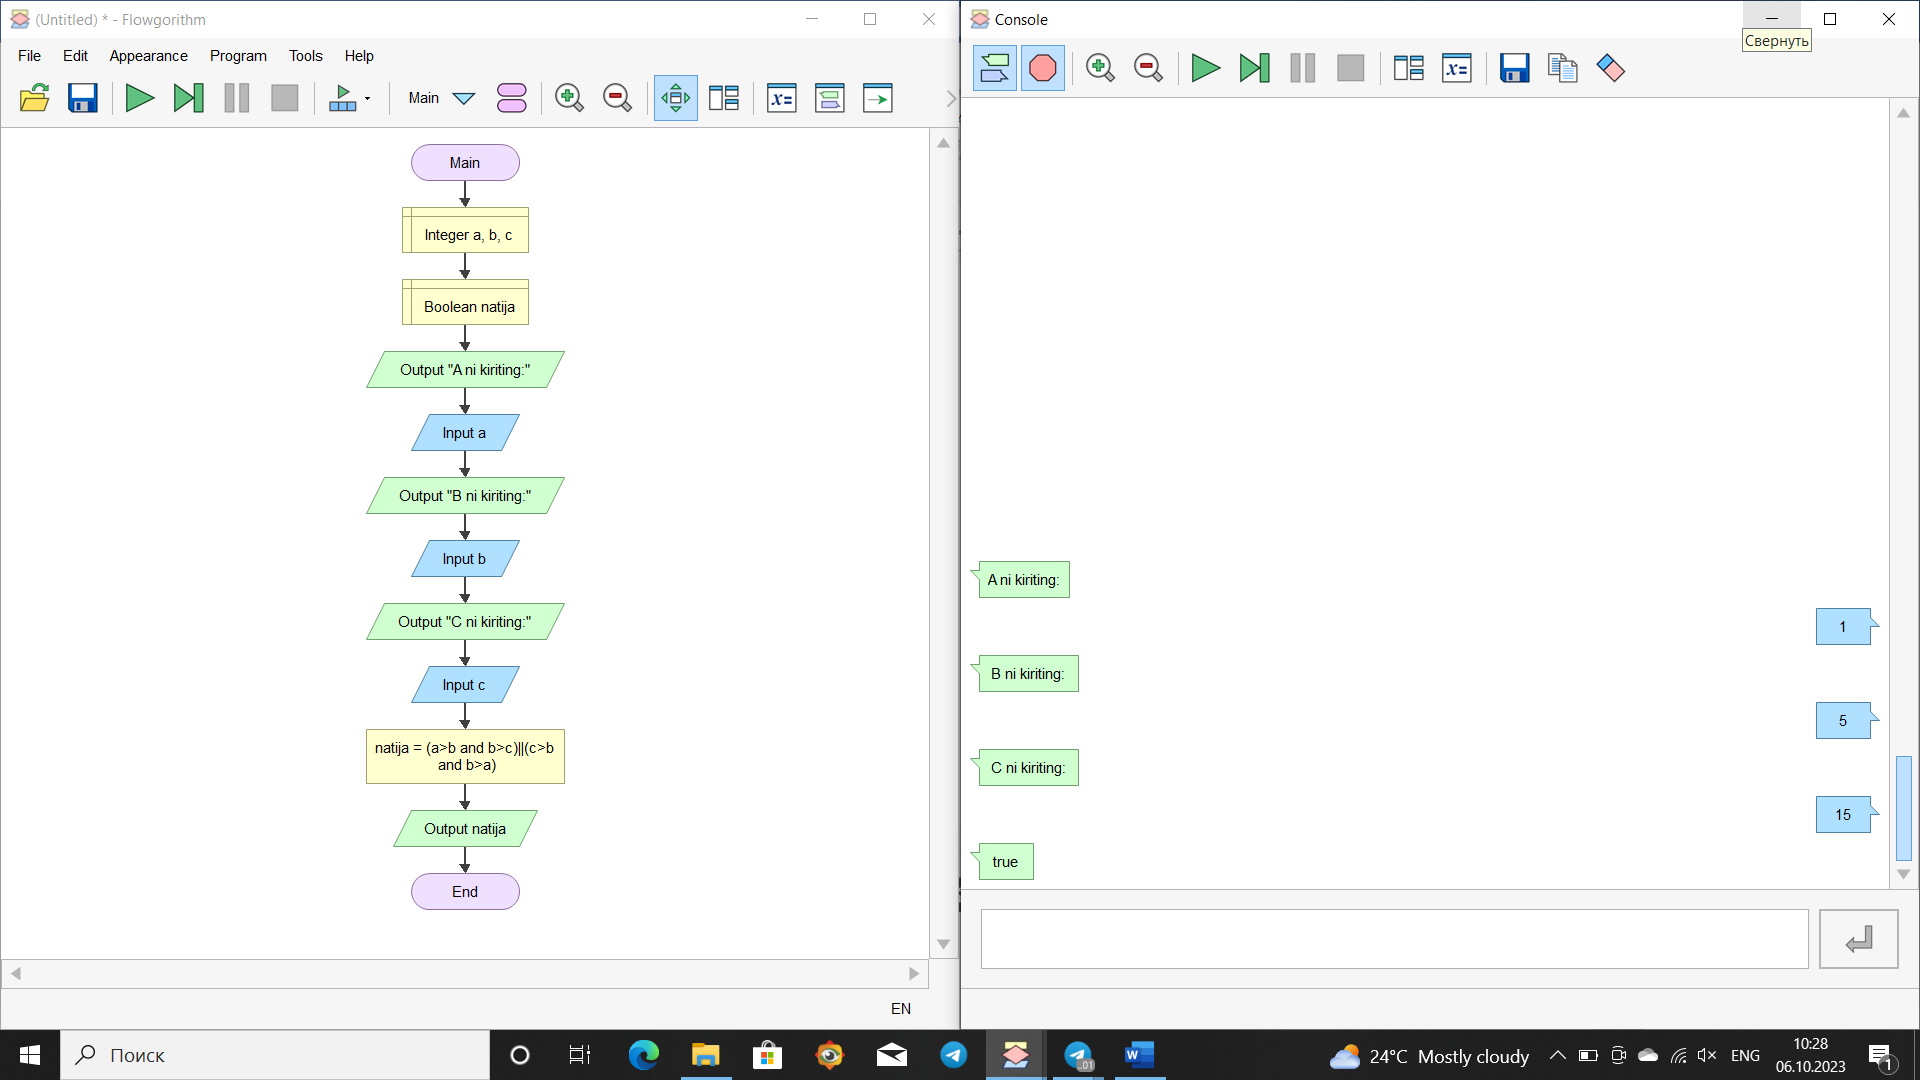 (Untitled) * - Flowgorithm
File Edit Appearance Program Tools Help
Main
x=
Main
Integer a, b, c
Boolean natija
Output "A ni kiriting:"
Input a
Output "B ni kiriting:"
Input b
Output "C ni kiriting:"
Input c
natija = (a>b and b>c)||(c>b
and b>a)
Output natija
End
EN
Console
Свернуть
x=
A ni kiriting:
1
B ni kiriting:
5
C ni kiriting:
15
true
Поиск
.01
W
24°C Mostly cloudy
ENG
10:28
06.10.2023
1